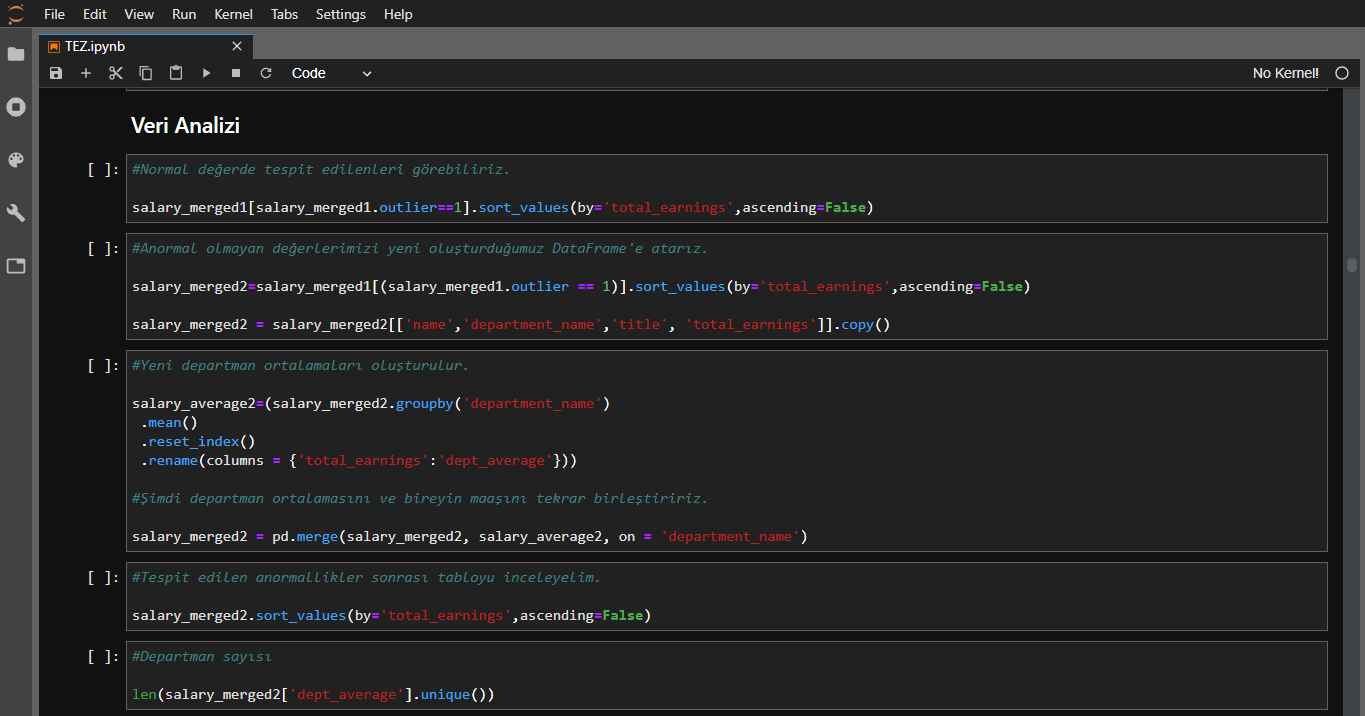 File Edit View Run Kernel Tabs Settings Help
TEZ.ipynb
Code
No Kernel!
Veri Analizi
[ ]:
#Normal değerde tespit edilenleri görebiliriz.
salary_merged1[salary_merged1.outlier==1].sort_values(by='total_earnings',ascending=False)
[ ]:
#Anormal olmayan değerlerimizi yeni oluşturduğumuz DataFrame'e atarız.
salary_merged2=salary_merged1[(salary_merged1.outlier == 1)].sort_values(by='total_earnings',ascending=False)
salary_merged2 = salary_merged2[['name','department_name','title', 'total_earnings']].copy()
[ ]:
#Yeni departman ortalamaları oluşturulur.
salary_average2=(salary_merged2.groupby('department_name')
.mean()
.reset_index()
.rename(columns = {'total_earnings':'dept_average'}))
#Şimdi departman ortalamasını ve bireyin maaşını tekrar birleştiririz.
salary_merged2 = pd.merge(salary_merged2, salary_average2, on = 'department_name')
[ ]:
#Tespit edilen anormallikler sonrası tabloyu inceleyelim.
salary_merged2.sort_values(by='total_earnings',ascending=False)
[ ]:
#Departman sayısı
len(salary_merged2['dept_average'].unique())